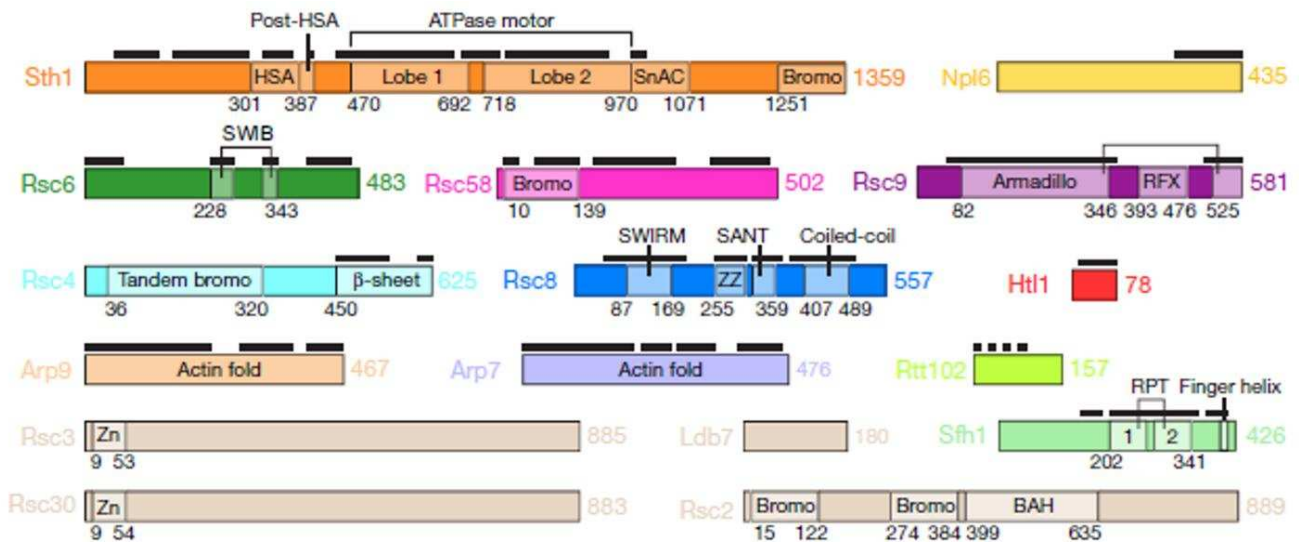 Post-HSA ATPase motor
Sth1 HSA Lobe 1 Lobe 2 SnAC Bromo 1359 Npl6 435
301 387 470 692 718 970 1071 1251
SWIB
Rsc6 483 Rsc58 Bromo 502 Rsc9 Armadillo RFX 581
228 343 10 139 82 346 393 476 525
SWIRM SANT Coiled-coil
Rsc4 Tandem bromo β-sheet 625 Rsc8 ZZ 557 Htl1 78
36 320 450 87 169 255 359 407 489
Arp9 Actin fold 467 Arp7 Actin fold 476 Rtt102 157
RPT Finger helix
Rsc3 Zn 885 Ldb7 180 Sfh1 1 2 426
9 53 202 341
Rsc30 Zn 883 Rsc2 Bromo Bromo BAH 889
9 54 15 122 274 384 399 635